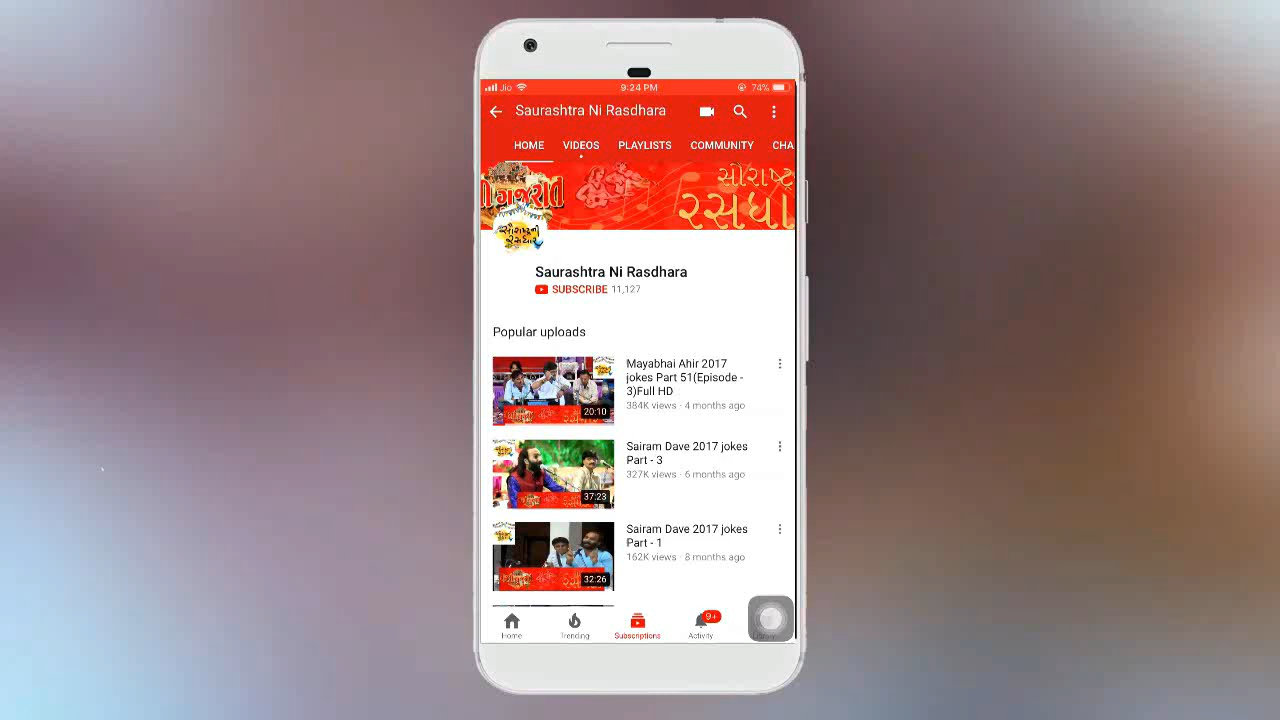 Jio 9:24 PM 74%
Saurashtra Ni Rasdhara
HOME VIDEOS PLAYLISTS COMMUNITY CHA
ગુજરાતી
સૌરાષ્ટ્ર
રસધા
સૌરાષ્ટ્રની
રસધાર
Saurashtra Ni Rasdhara
SUBSCRIBE 11,127
Popular uploads
Mayabhai Ahir 2017
jokes Part 51(Episode -
3)Full HD
384K views · 4 months ago
20:10
Sairam Dave 2017 jokes
Part - 3
327K views · 6 months ago
37:23
Sairam Dave 2017 jokes
Part - 1
162K views · 8 months ago
32:26
9+
Home Trending Subscriptions Activity Library